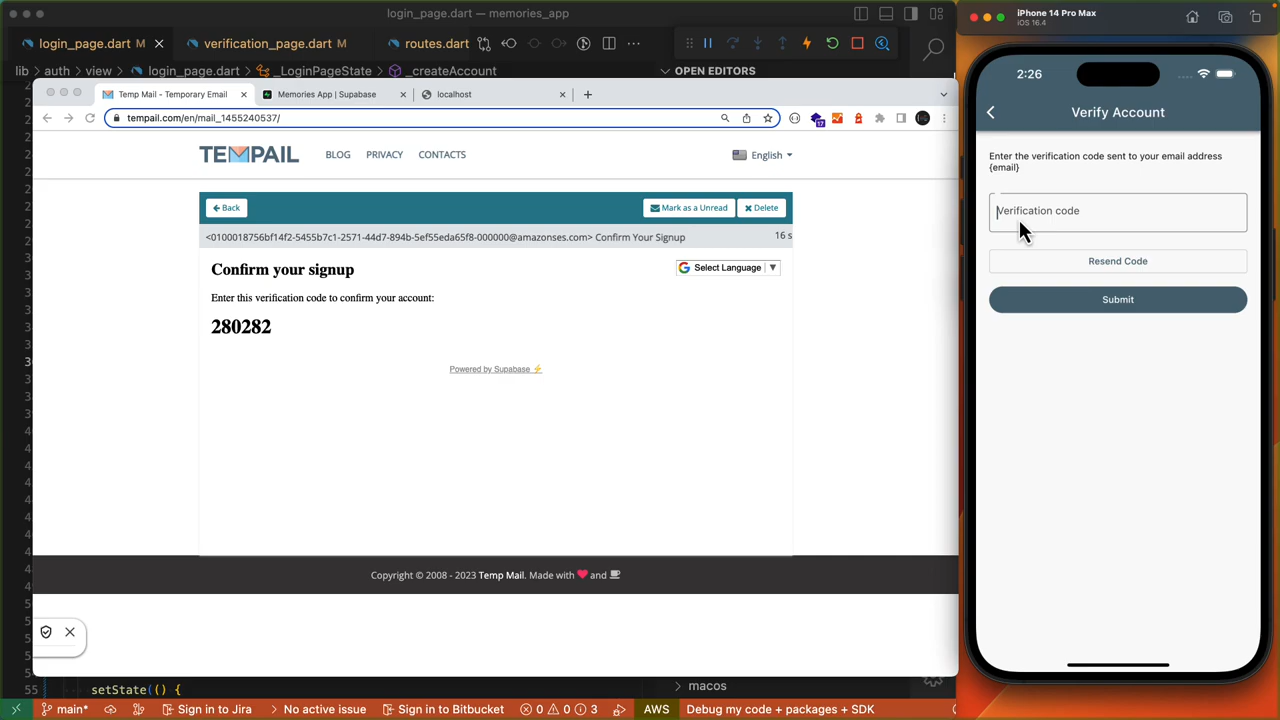 login_page.dart — memories_app
login_page.dart M
verification_page.dart M
routes.dart
lib > auth > view > login_page.dart > _LoginPageState > _createAccount
OPEN EDITORS
Temp Mail - Temporary Email
Memories App | Supabase
localhost
tempail.com/en/mail_1455240537/
17
TEMPAIL
BLOG
PRIVACY
CONTACTS
English
Back
Mark as a Unread
Delete
<0100018756bf14f2-5455b7c1-2571-44d7-894b-5ef55eda65f8-000000@amazonses.com> Confirm Your Signup
16 s
Confirm your signup
G Select Language ▼
Enter this verification code to confirm your account:
280282
Powered by Supabase ⚡
Copyright © 2008 - 2023 Temp Mail. Made with ❤ and
55 setState(() {
> macos
main*
Sign in to Jira
No active issue
Sign in to Bitbucket
0 0 3
AWS
Debug my code + packages + SDK
iPhone 14 Pro Max
iOS 16.4
2:26
Verify Account
Enter the verification code sent to your email address
{email}
Verification code
Resend Code
Submit